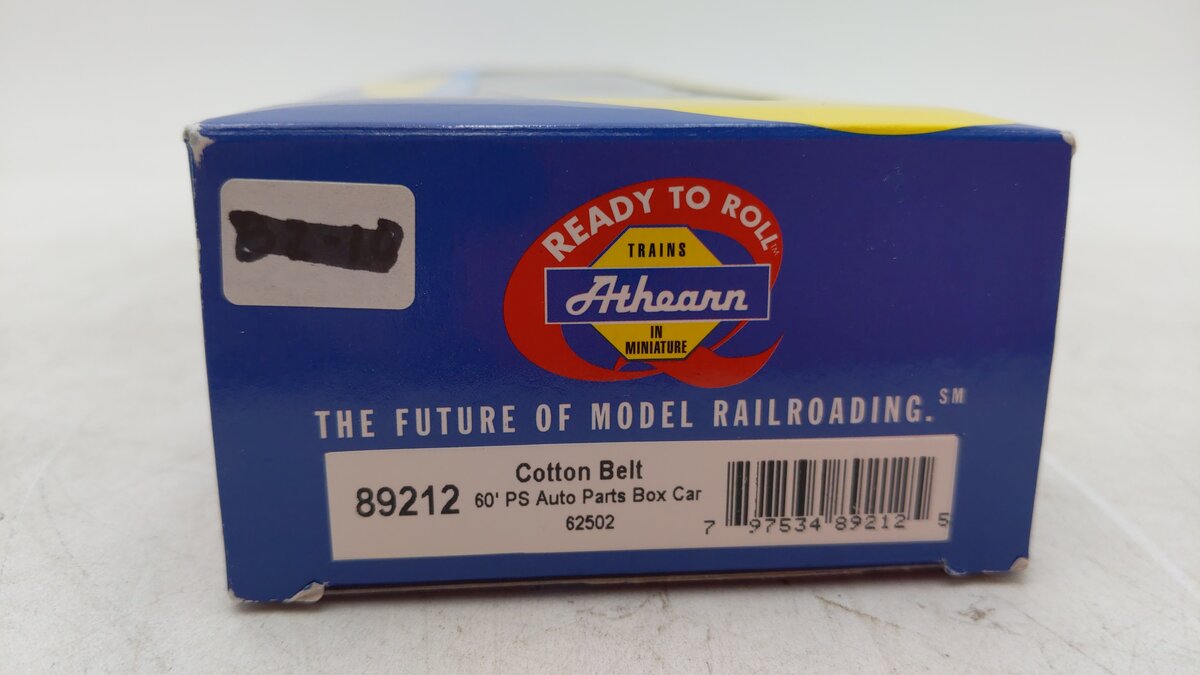 READY TO ROLL™
TRAINS
Athearn
IN
MINIATURE
THE FUTURE OF MODEL RAILROADING.SM
Cotton Belt
89212 60' PS Auto Parts Box Car
62502
7 97534 89212 5